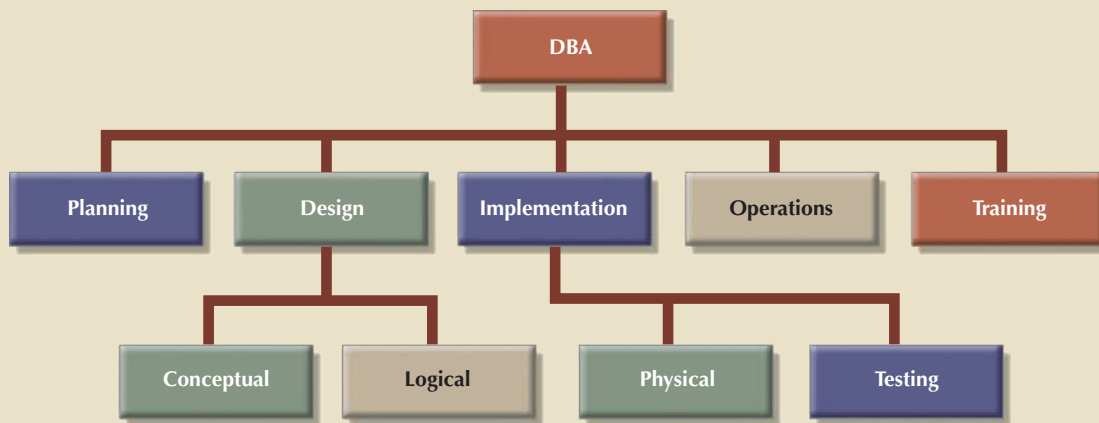 DBA
Planning
Design
Implementation
Operations
Training
Conceptual
Logical
Physical
Testing